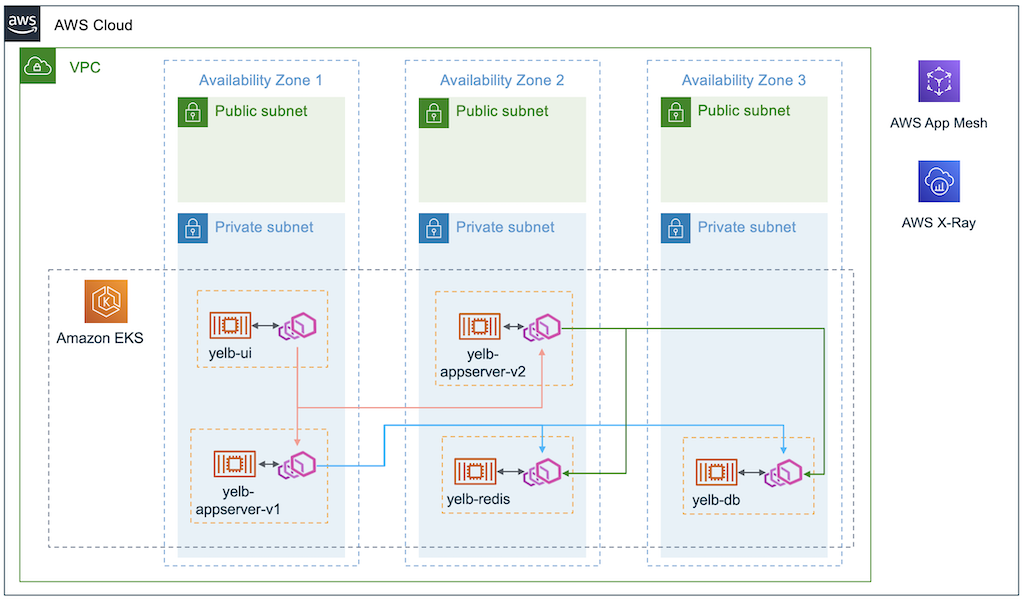 aws
AWS Cloud
VPC
Availability Zone 1
Availability Zone 2
Availability Zone 3
Public subnet
Public subnet
Public subnet
AWS App Mesh
AWS X-Ray
Private subnet
Private subnet
Private subnet
K
Amazon EKS
yelb-ui
yelb-
appserver-v2
yelb-
appserver-v1
yelb-redis
yelb-db